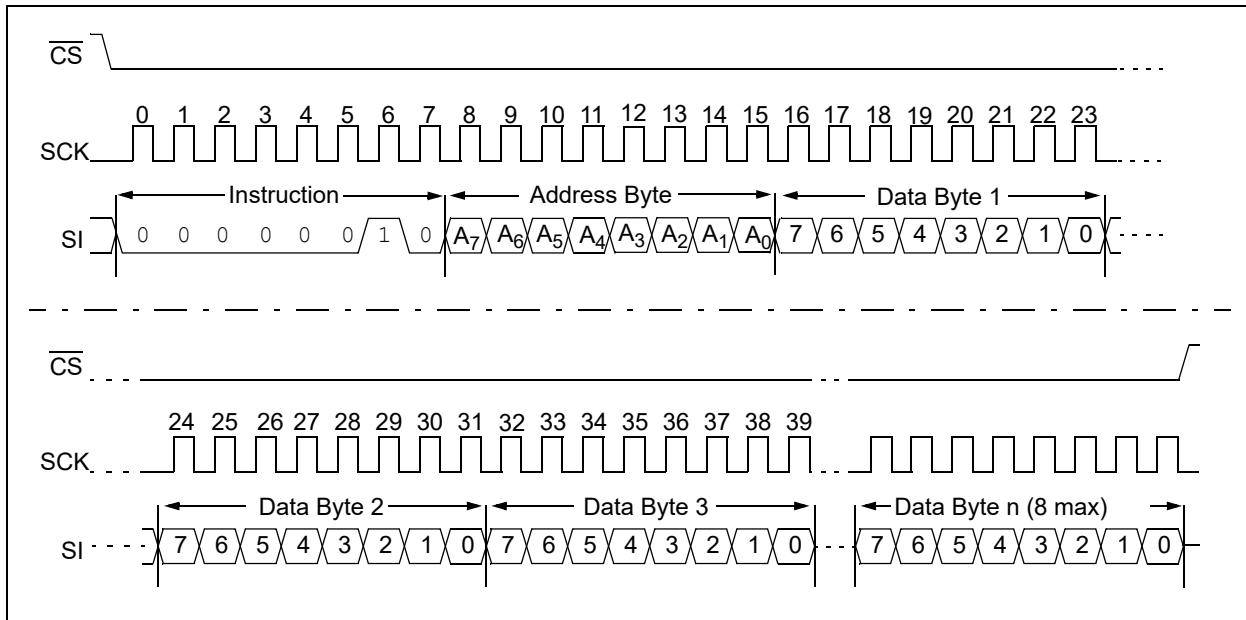 CS
0 1 2 3 4 5 6 7 8 9 10 11 12 13 14 15 16 17 18 19 20 21 22 23
SCK
Instruction Address Byte Data Byte 1
SI 0 0 0 0 0 0 1 0 A7 A6 A5 A4 A3 A2 A1 A0 7 6 5 4 3 2 1 0
CS
24 25 26 27 28 29 30 31 32 33 34 35 36 37 38 39
SCK
Data Byte 2 Data Byte 3 Data Byte n (8 max)
SI 7 6 5 4 3 2 1 0 7 6 5 4 3 2 1 0 7 6 5 4 3 2 1 0